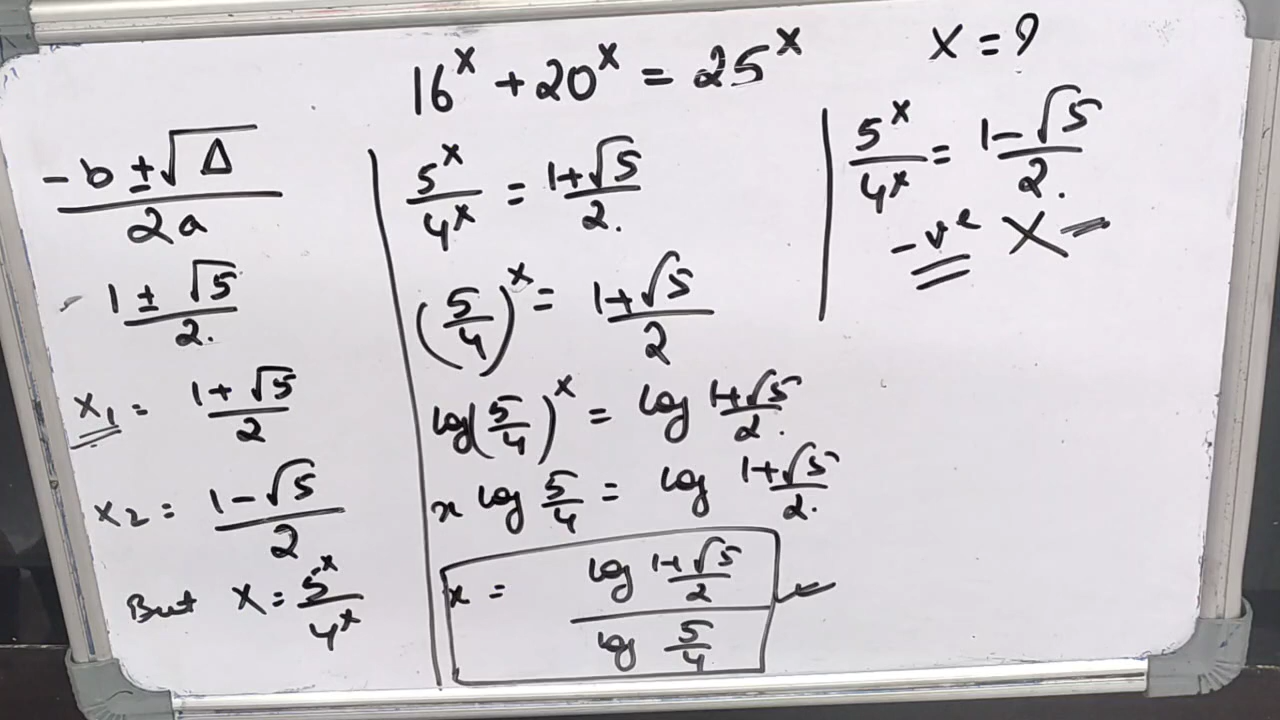 16^x + 20^x = 25^x    x = ?
(-b ± √Δ)/(2a)
(1 ± √5)/2.
x₁ = (1 + √5)/2
x₂ = (1 - √5)/2
But X = 5^x/4^x
5^x/4^x = (1+√5)/2.
(5/4)^x = (1+√5)/2
log(5/4)^x = log (1+√5)/2.
x log 5/4 = log (1+√5)/2.
x = (log (1+√5)/2)/(log 5/4)
5^x/4^x = (1-√5)/2.
-ve X